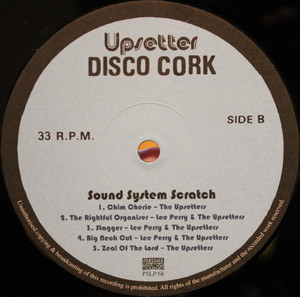 Upsetter
DISCO CORK
SIDE B
33 R.P.M.
Sound System Scratch
1. Chim Cherie – The Upsetters
2. The Rightful Organiser – Lee Perry & The Upsetters
3. Stagger – Lee Perry & The Upsetters
4. Big Neck Cut – Lee Perry & The Upsetters
5. Zeal Of The Lord – The Upsetters
PSLP 66
Unauthorised copying & broadcasting of this recording is prohibited. All rights of the manufacturer and the recorded work reserved.